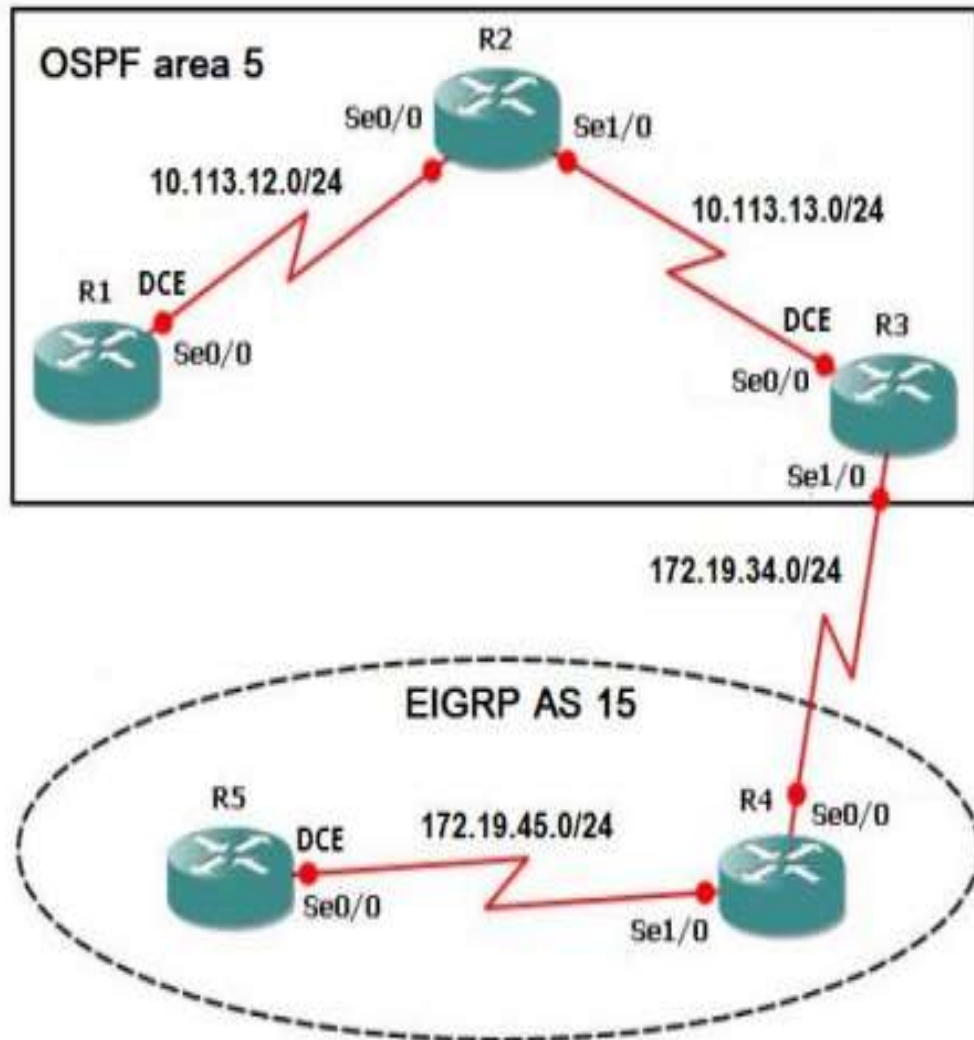 R2
OSPF area 5
Se0/0
Se1/0
10.113.12.0/24
10.113.13.0/24
DCE
R1
Se0/0
DCE
R3
Se0/0
Se1/0
172.19.34.0/24
EIGRP AS 15
R5
R4
Se0/0
DCE
172.19.45.0/24
Se0/0
Se1/0